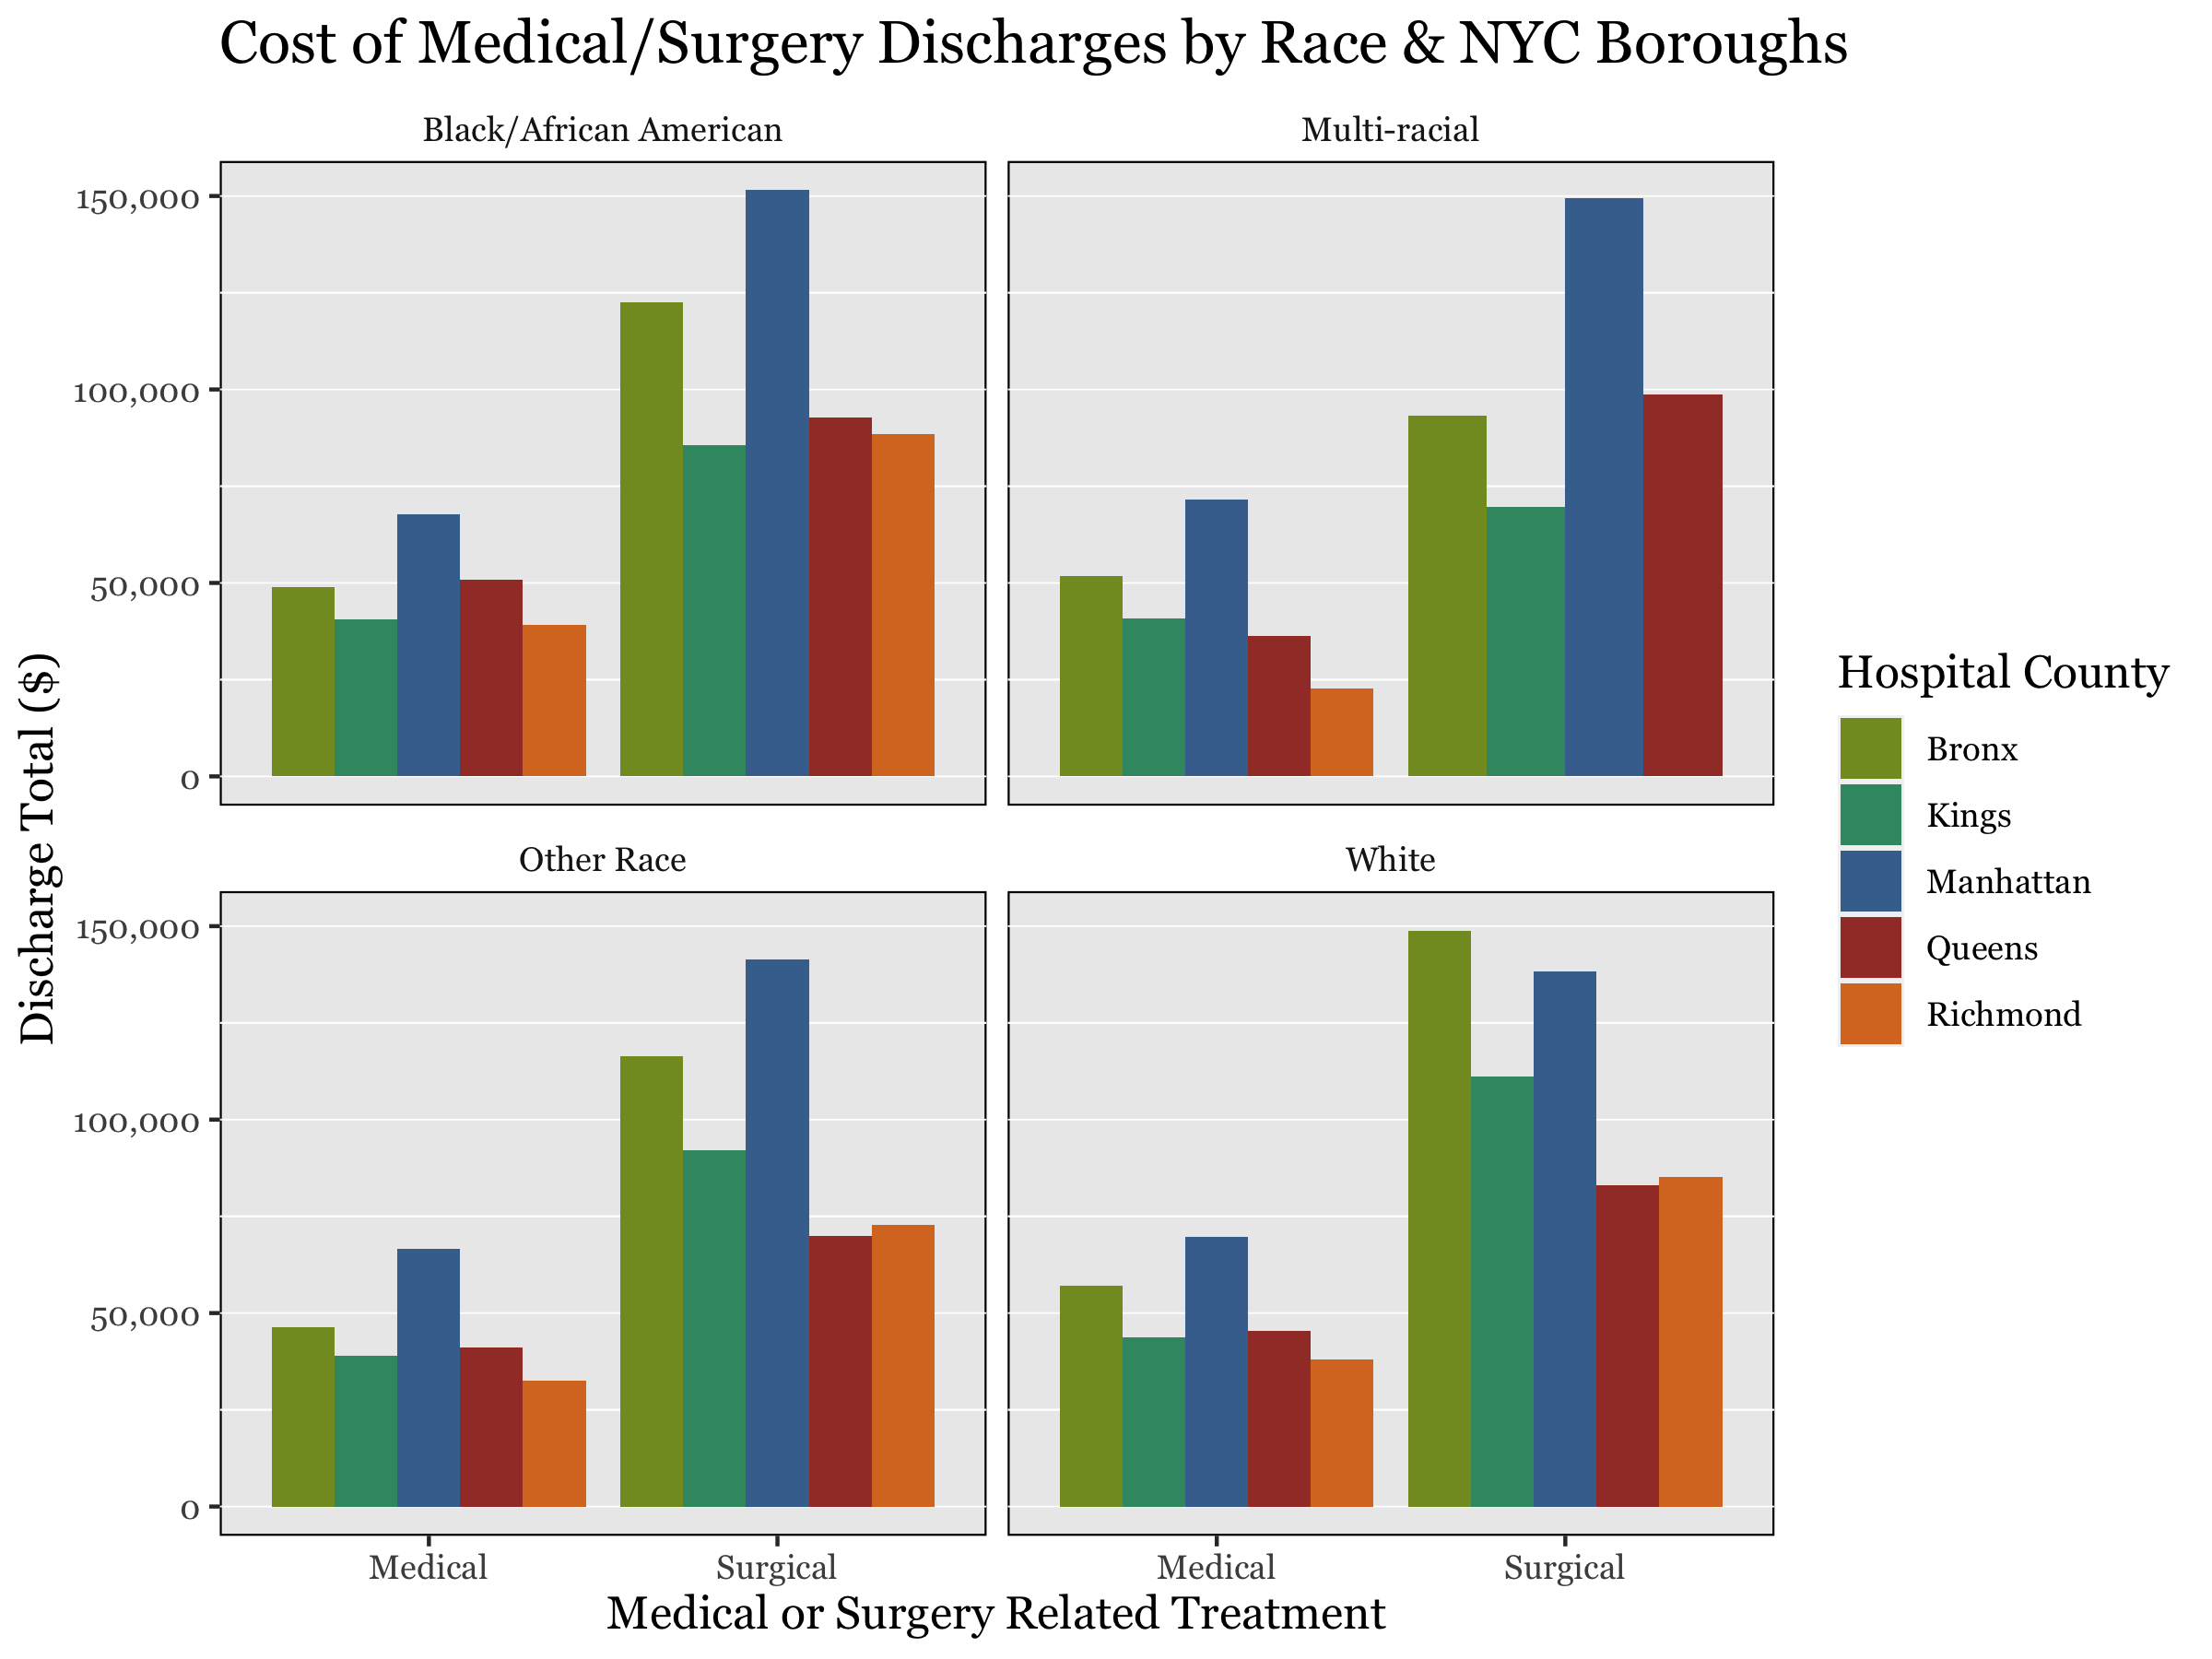 Cost of Medical/Surgery Discharges by Race & NYC Boroughs
Black/African American
Multi-racial
150,000
100,000
50,000
0
Other Race
White
150,000
100,000
50,000
0
Medical
Surgical
Medical
Surgical
Medical or Surgery Related Treatment
Discharge Total ($)
Hospital County
Bronx
Kings
Manhattan
Queens
Richmond